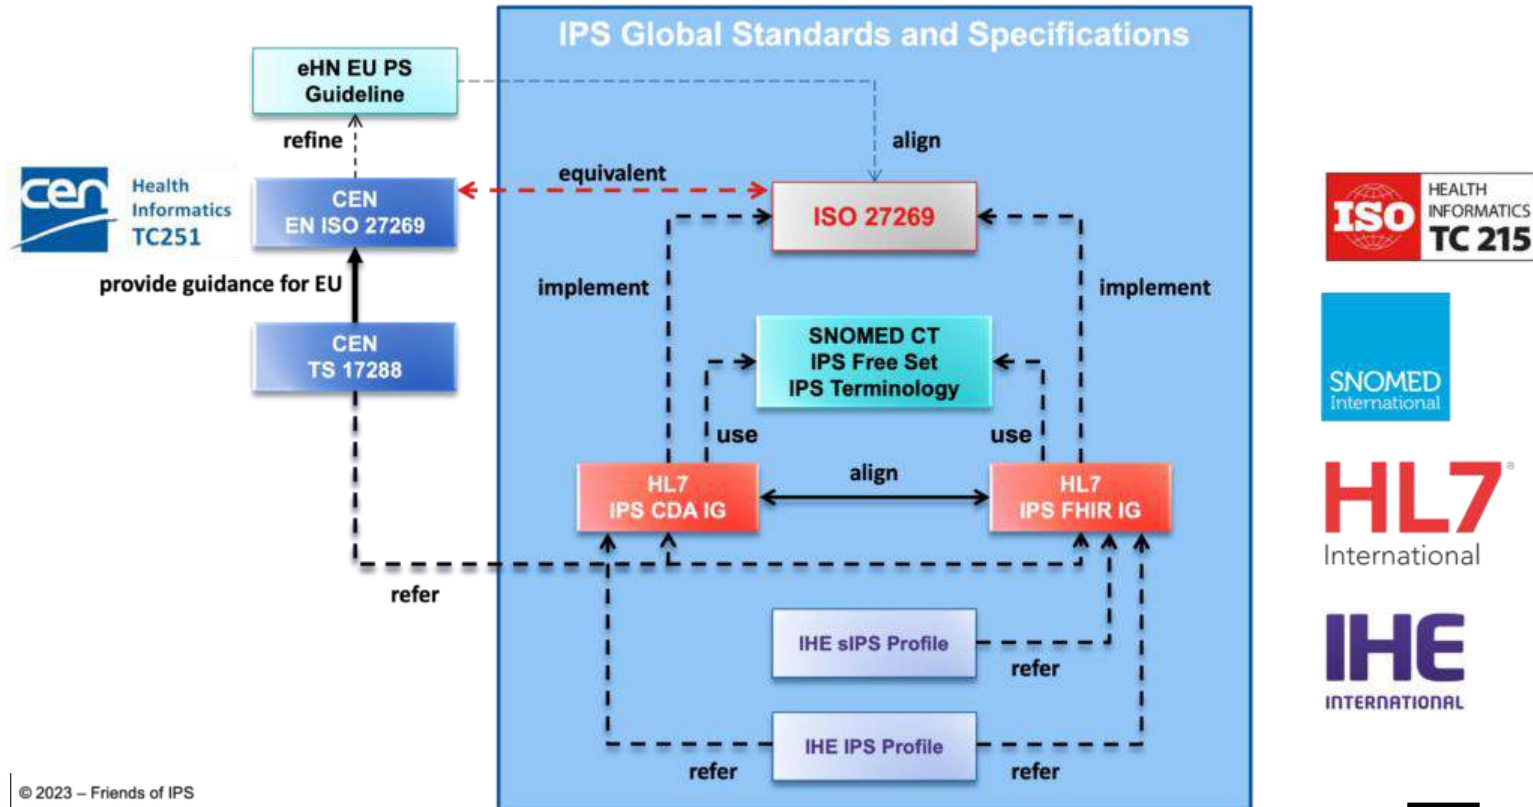 IPS Global Standards and Specifications
eHN EU PS
Guideline
refine
align
cen
Health
Informatics
TC251
CEN
EN ISO 27269
equivalent
ISO 27269
ISO
HEALTH
INFORMATICS
TC 215
provide guidance for EU
implement
implement
CEN
TS 17288
SNOMED CT
IPS Free Set
IPS Terminology
SNOMED
International
use
use
HL7
IPS CDA IG
align
HL7
IPS FHIR IG
HL7®
International
refer
IHE sIPS Profile
refer
IHE
INTERNATIONAL
IHE IPS Profile
refer
refer
© 2023 – Friends of IPS